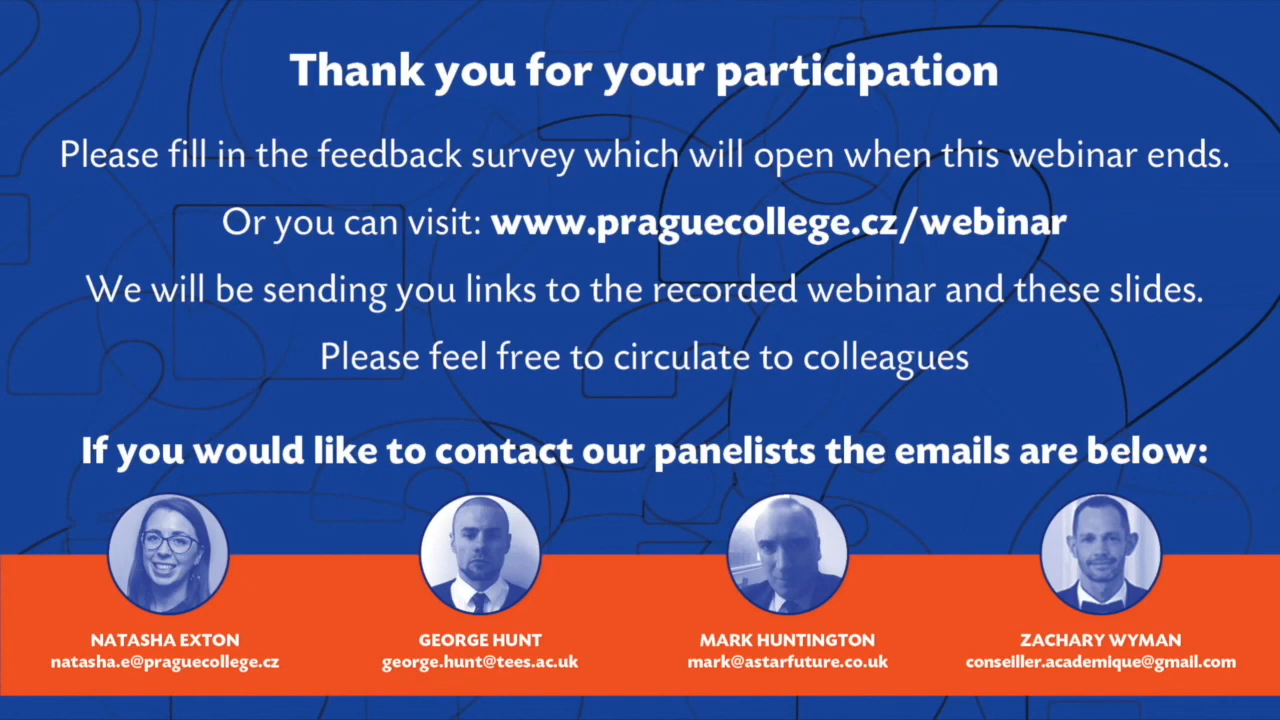 Thank you for your participation
Please fill in the feedback survey which will open when this webinar ends.
Or you can visit: www.praguecollege.cz/webinar
We will be sending you links to the recorded webinar and these slides.
Please feel free to circulate to colleagues
If you would like to contact our panelists the emails are below:
NATASHA EXTON
natasha.e@praguecollege.cz
GEORGE HUNT
george.hunt@tees.ac.uk
MARK HUNTINGTON
mark@astarfuture.co.uk
ZACHARY WYMAN
conseiller.academique@gmail.com